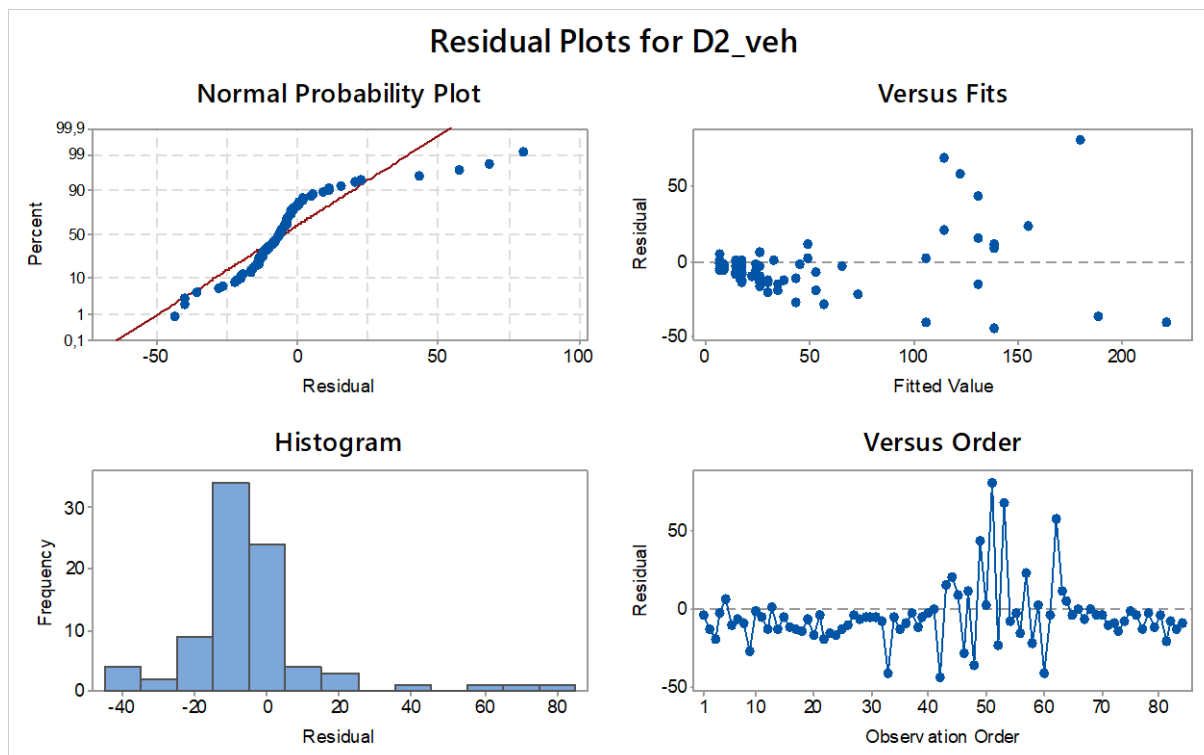 Residual Plots for D2_veh
Normal Probability Plot
99,9
99
90
50
10
1
0,1
Percent
-50 0 50 100
Residual
Versus Fits
50
0
-50
Residual
0 50 100 150 200
Fitted Value
Histogram
30
20
10
0
Frequency
-40 -20 0 20 40 60 80
Residual
Versus Order
50
0
-50
Residual
1 10 20 30 40 50 60 70 80
Observation Order